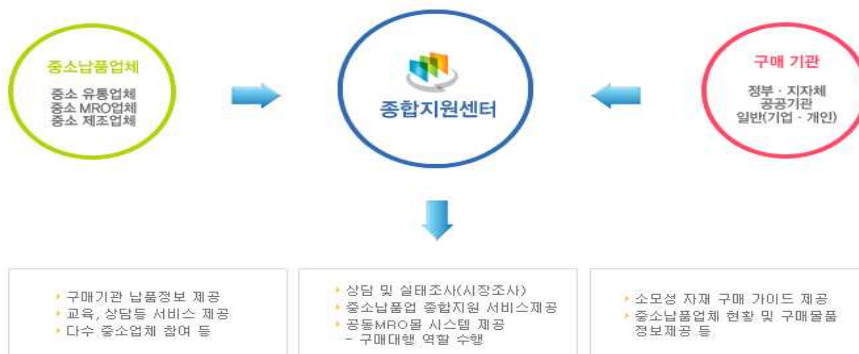 중소납품업체
중소 유통업체
중소 MRO업체
중소 제조업체
종합지원센터
구매 기관
정부 · 지자체
공공기관
일반(기업 · 개인)
구매기관 납품정보 제공
교육, 상담등 서비스 제공
다수 중소업체 참여 등
상담 및 실태조사(시장조사)
중소납품업 종합지원 서비스제공
공동MRO몰 시스템 제공
- 구매대행 역할 수행
소모성 자재 구매 가이드 제공
중소납품업체 현황 및 구매물품
정보제공 등